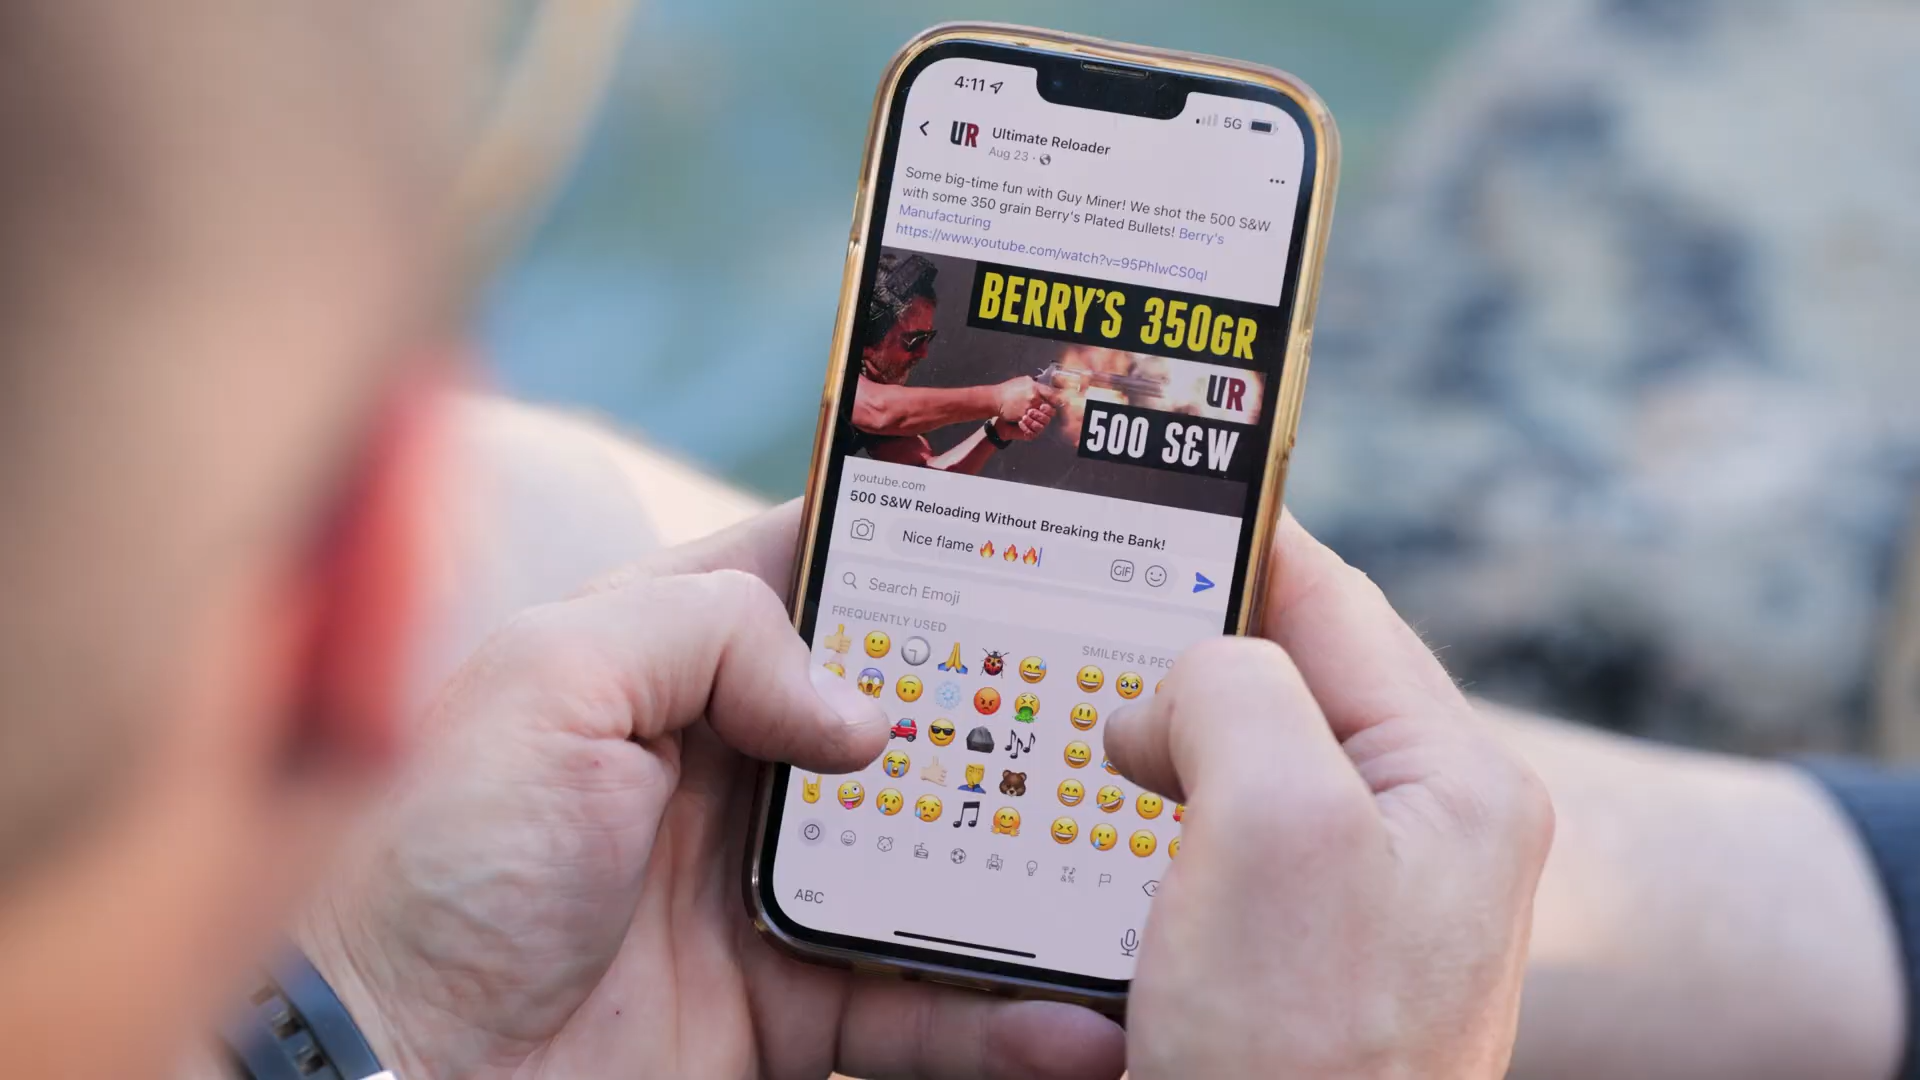 4:11
5G
UR
Ultimate Reloader
Aug 23 ·
Some big-time fun with Guy Miner! We shot the 500 S&W
with some 350 grain Berry's Plated Bullets! Berry's
Manufacturing
https://www.youtube.com/watch?v=95PhlwCS0qI
BERRY'S 350GR
UR
500 S&W
youtube.com
500 S&W Reloading Without Breaking the Bank!
Nice flame 🔥 🔥🔥
GIF
Search Emoji
FREQUENTLY USED
SMILEYS & PEO
ABC